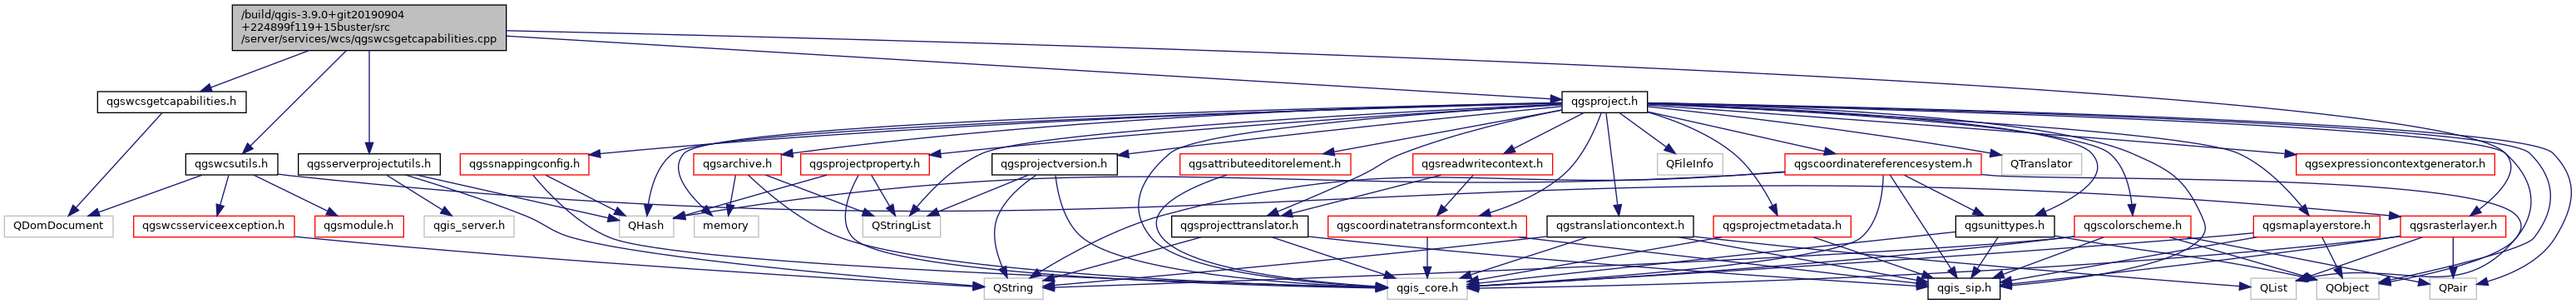 /build/qgis-3.9.0+git20190904
+224899f119+15buster/src
/server/services/wcs/qgswcsgetcapabilities.cpp
qgswcsgetcapabilities.h
qgsproject.h
qgswcsutils.h
qgsserverprojectutils.h
qgssnappingconfig.h
qgsarchive.h
qgsprojectproperty.h
qgsprojectversion.h
qgsattributeeditorelement.h
qgsreadwritecontext.h
QFileInfo
qgscoordinatereferencesystem.h
QTranslator
qgsexpressioncontextgenerator.h
QDomDocument
qgswcsserviceexception.h
qgsmodule.h
qgis_server.h
QHash
memory
QStringList
qgsprojecttranslator.h
qgscoordinatetransformcontext.h
qgstranslationcontext.h
qgsprojectmetadata.h
qgsunittypes.h
qgscolorscheme.h
qgsmaplayerstore.h
qgsrasterlayer.h
QString
qgis_core.h
qgis_sip.h
QList
QObject
QPair